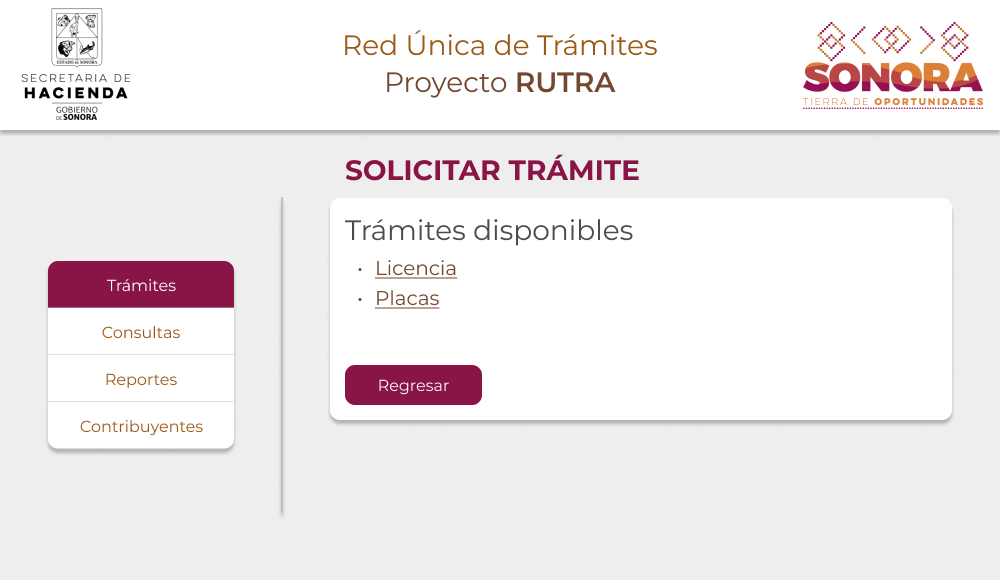 ESTADO DE SONORA
SECRETARIA DE
HACIENDA
GOBIERNO
DE SONORA
Red Única de Trámites
Proyecto RUTRA
SONORA
TIERRA DE OPORTUNIDADES
SOLICITAR TRÁMITE
Trámites
Consultas
Reportes
Contribuyentes
Trámites disponibles
• Licencia
• Placas
Regresar